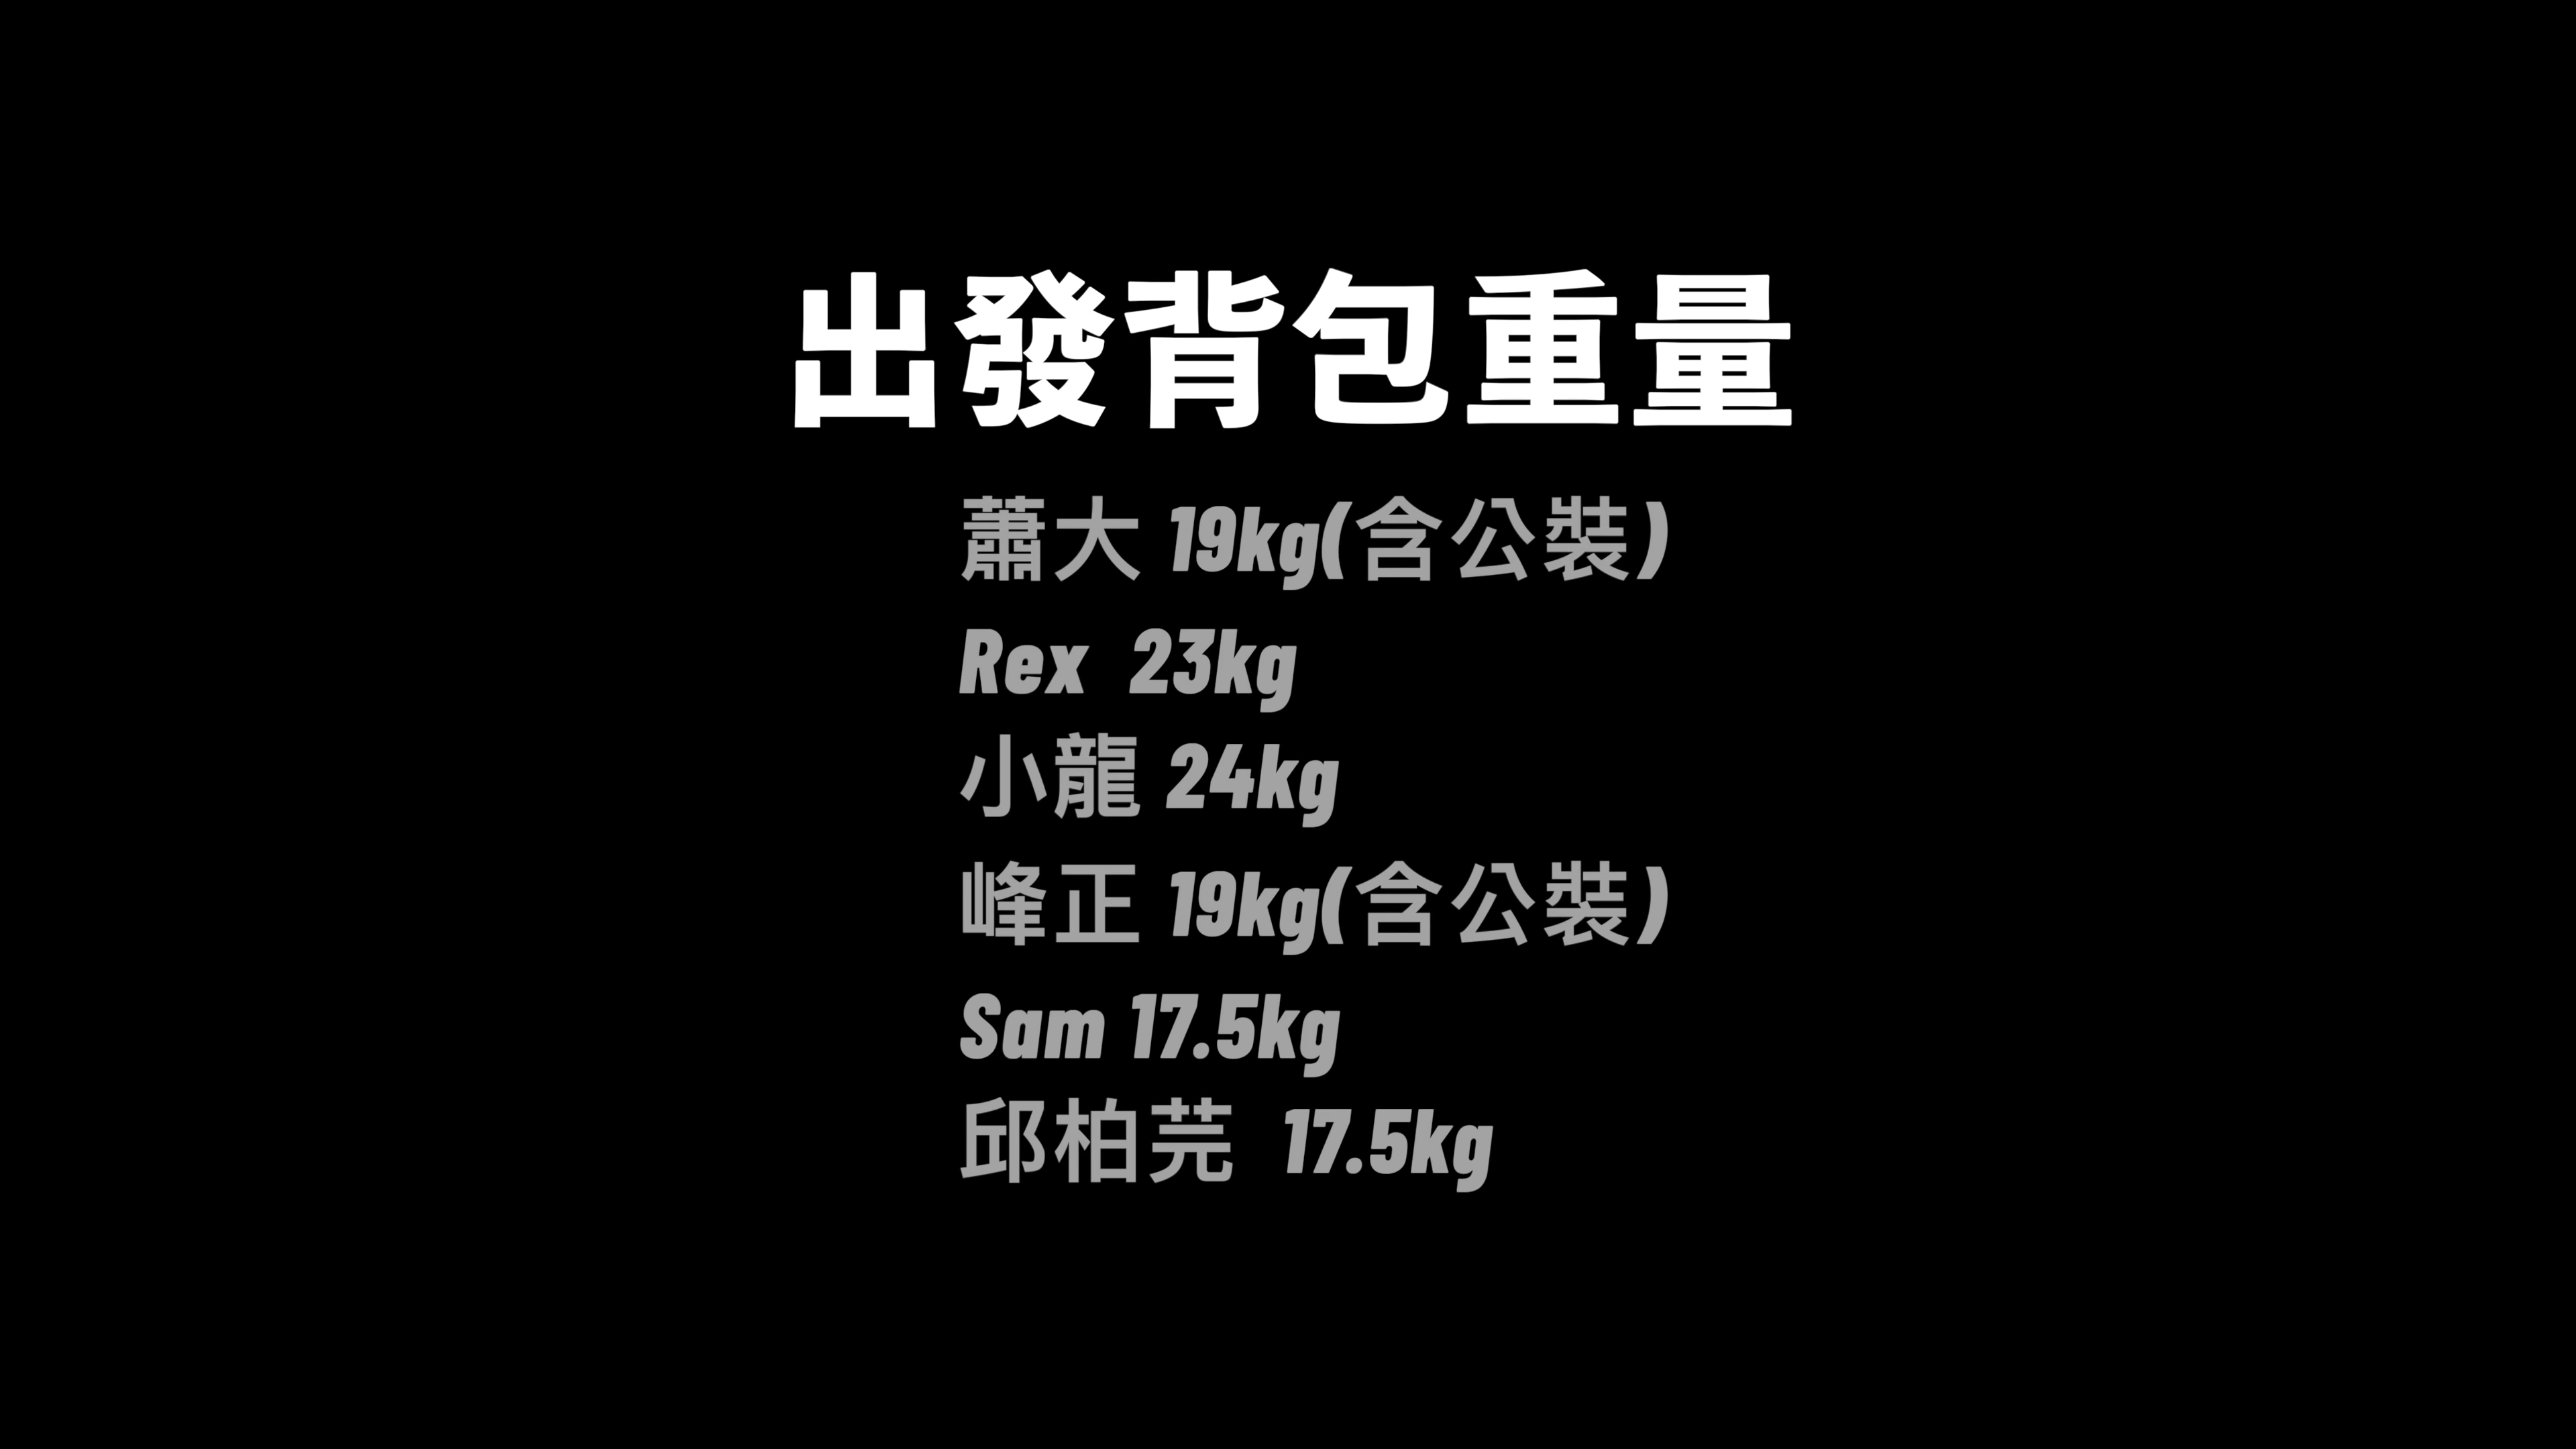 出發背包重量
蕭大 19kg(含公裝)
Rex 23kg
小龍 24kg
峰正 19kg(含公裝)
Sam 17.5kg
邱柏芫 17.5kg